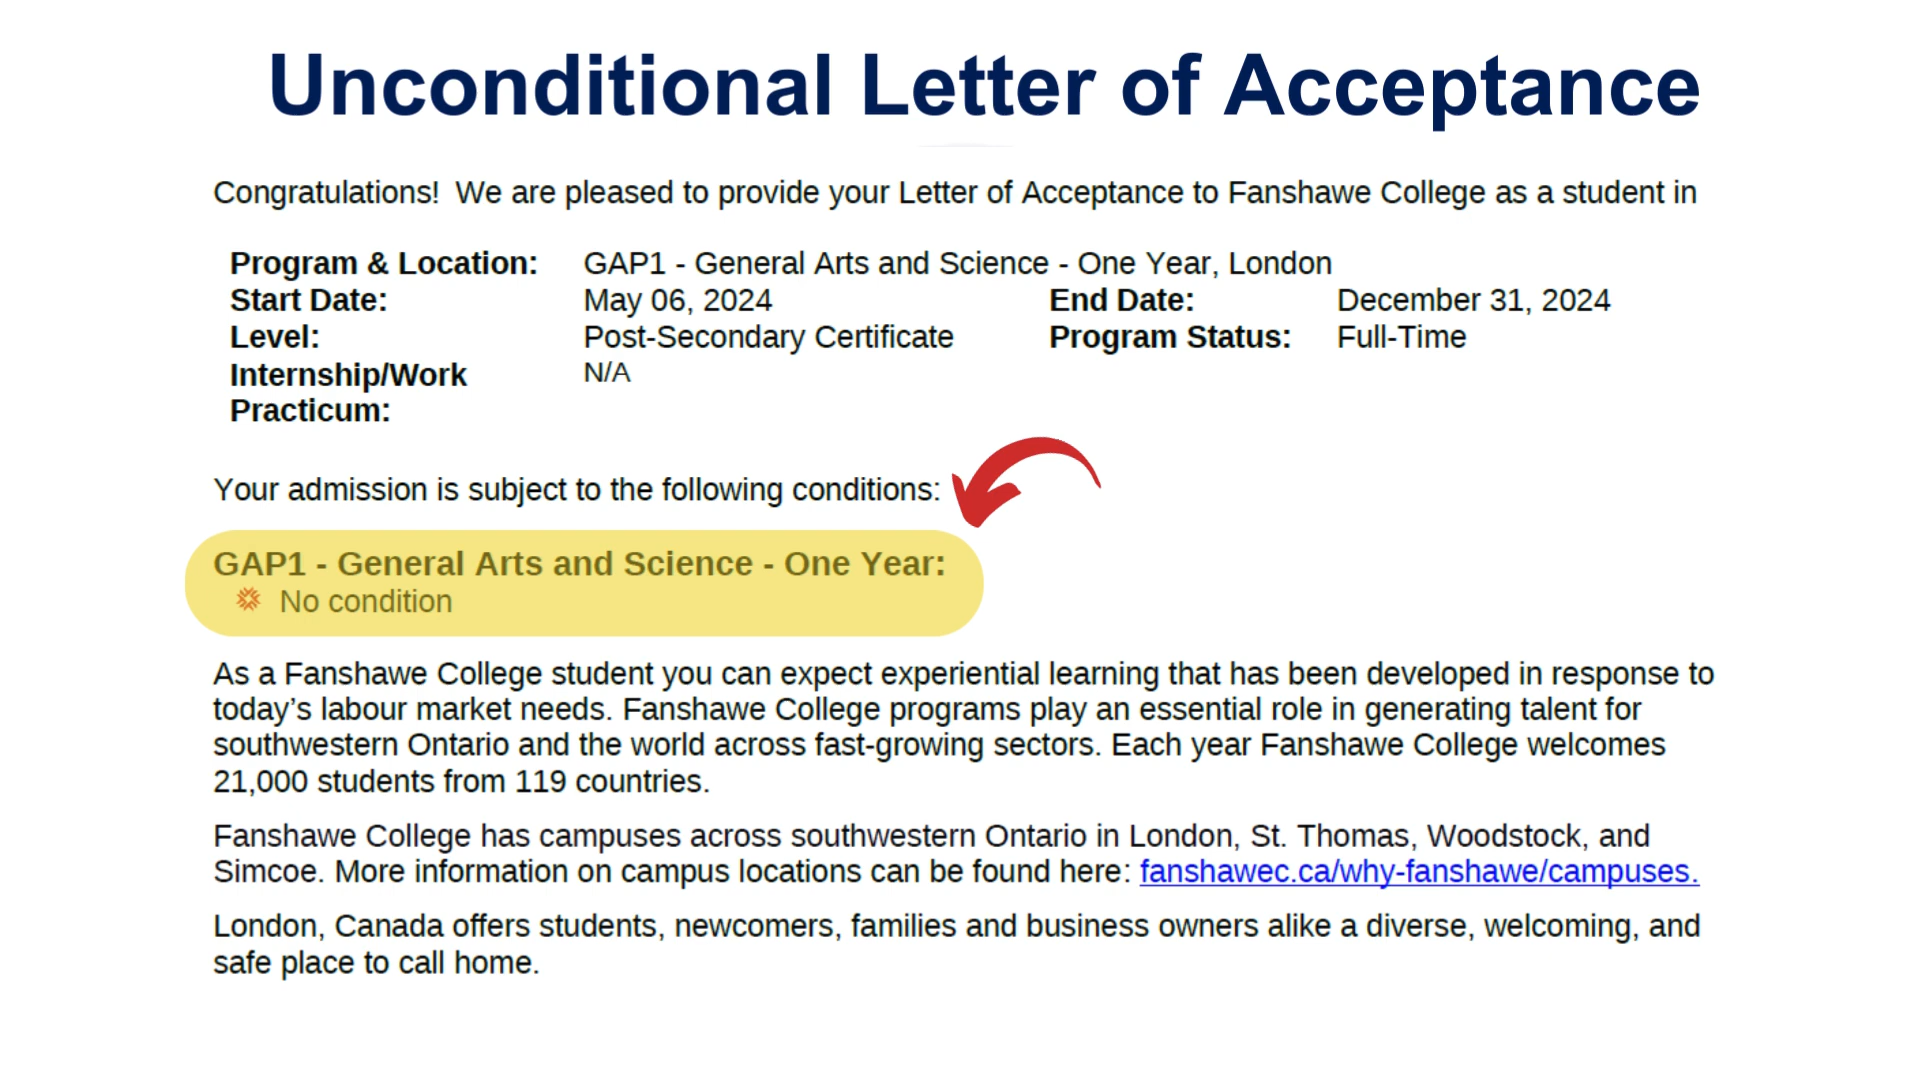 Unconditional Letter of Acceptance
Congratulations!  We are pleased to provide your Letter of Acceptance to Fanshawe College as a student in
Program & Location: GAP1 - General Arts and Science - One Year, London
Start Date: May 06, 2024 End Date: December 31, 2024
Level: Post-Secondary Certificate Program Status: Full-Time
Internship/Work N/A
Practicum:
Your admission is subject to the following conditions:
GAP1 - General Arts and Science - One Year:
No condition
As a Fanshawe College student you can expect experiential learning that has been developed in response to
today’s labour market needs. Fanshawe College programs play an essential role in generating talent for
southwestern Ontario and the world across fast-growing sectors. Each year Fanshawe College welcomes
21,000 students from 119 countries.
Fanshawe College has campuses across southwestern Ontario in London, St. Thomas, Woodstock, and
Simcoe. More information on campus locations can be found here: fanshawec.ca/why-fanshawe/campuses.
London, Canada offers students, newcomers, families and business owners alike a diverse, welcoming, and
safe place to call home.